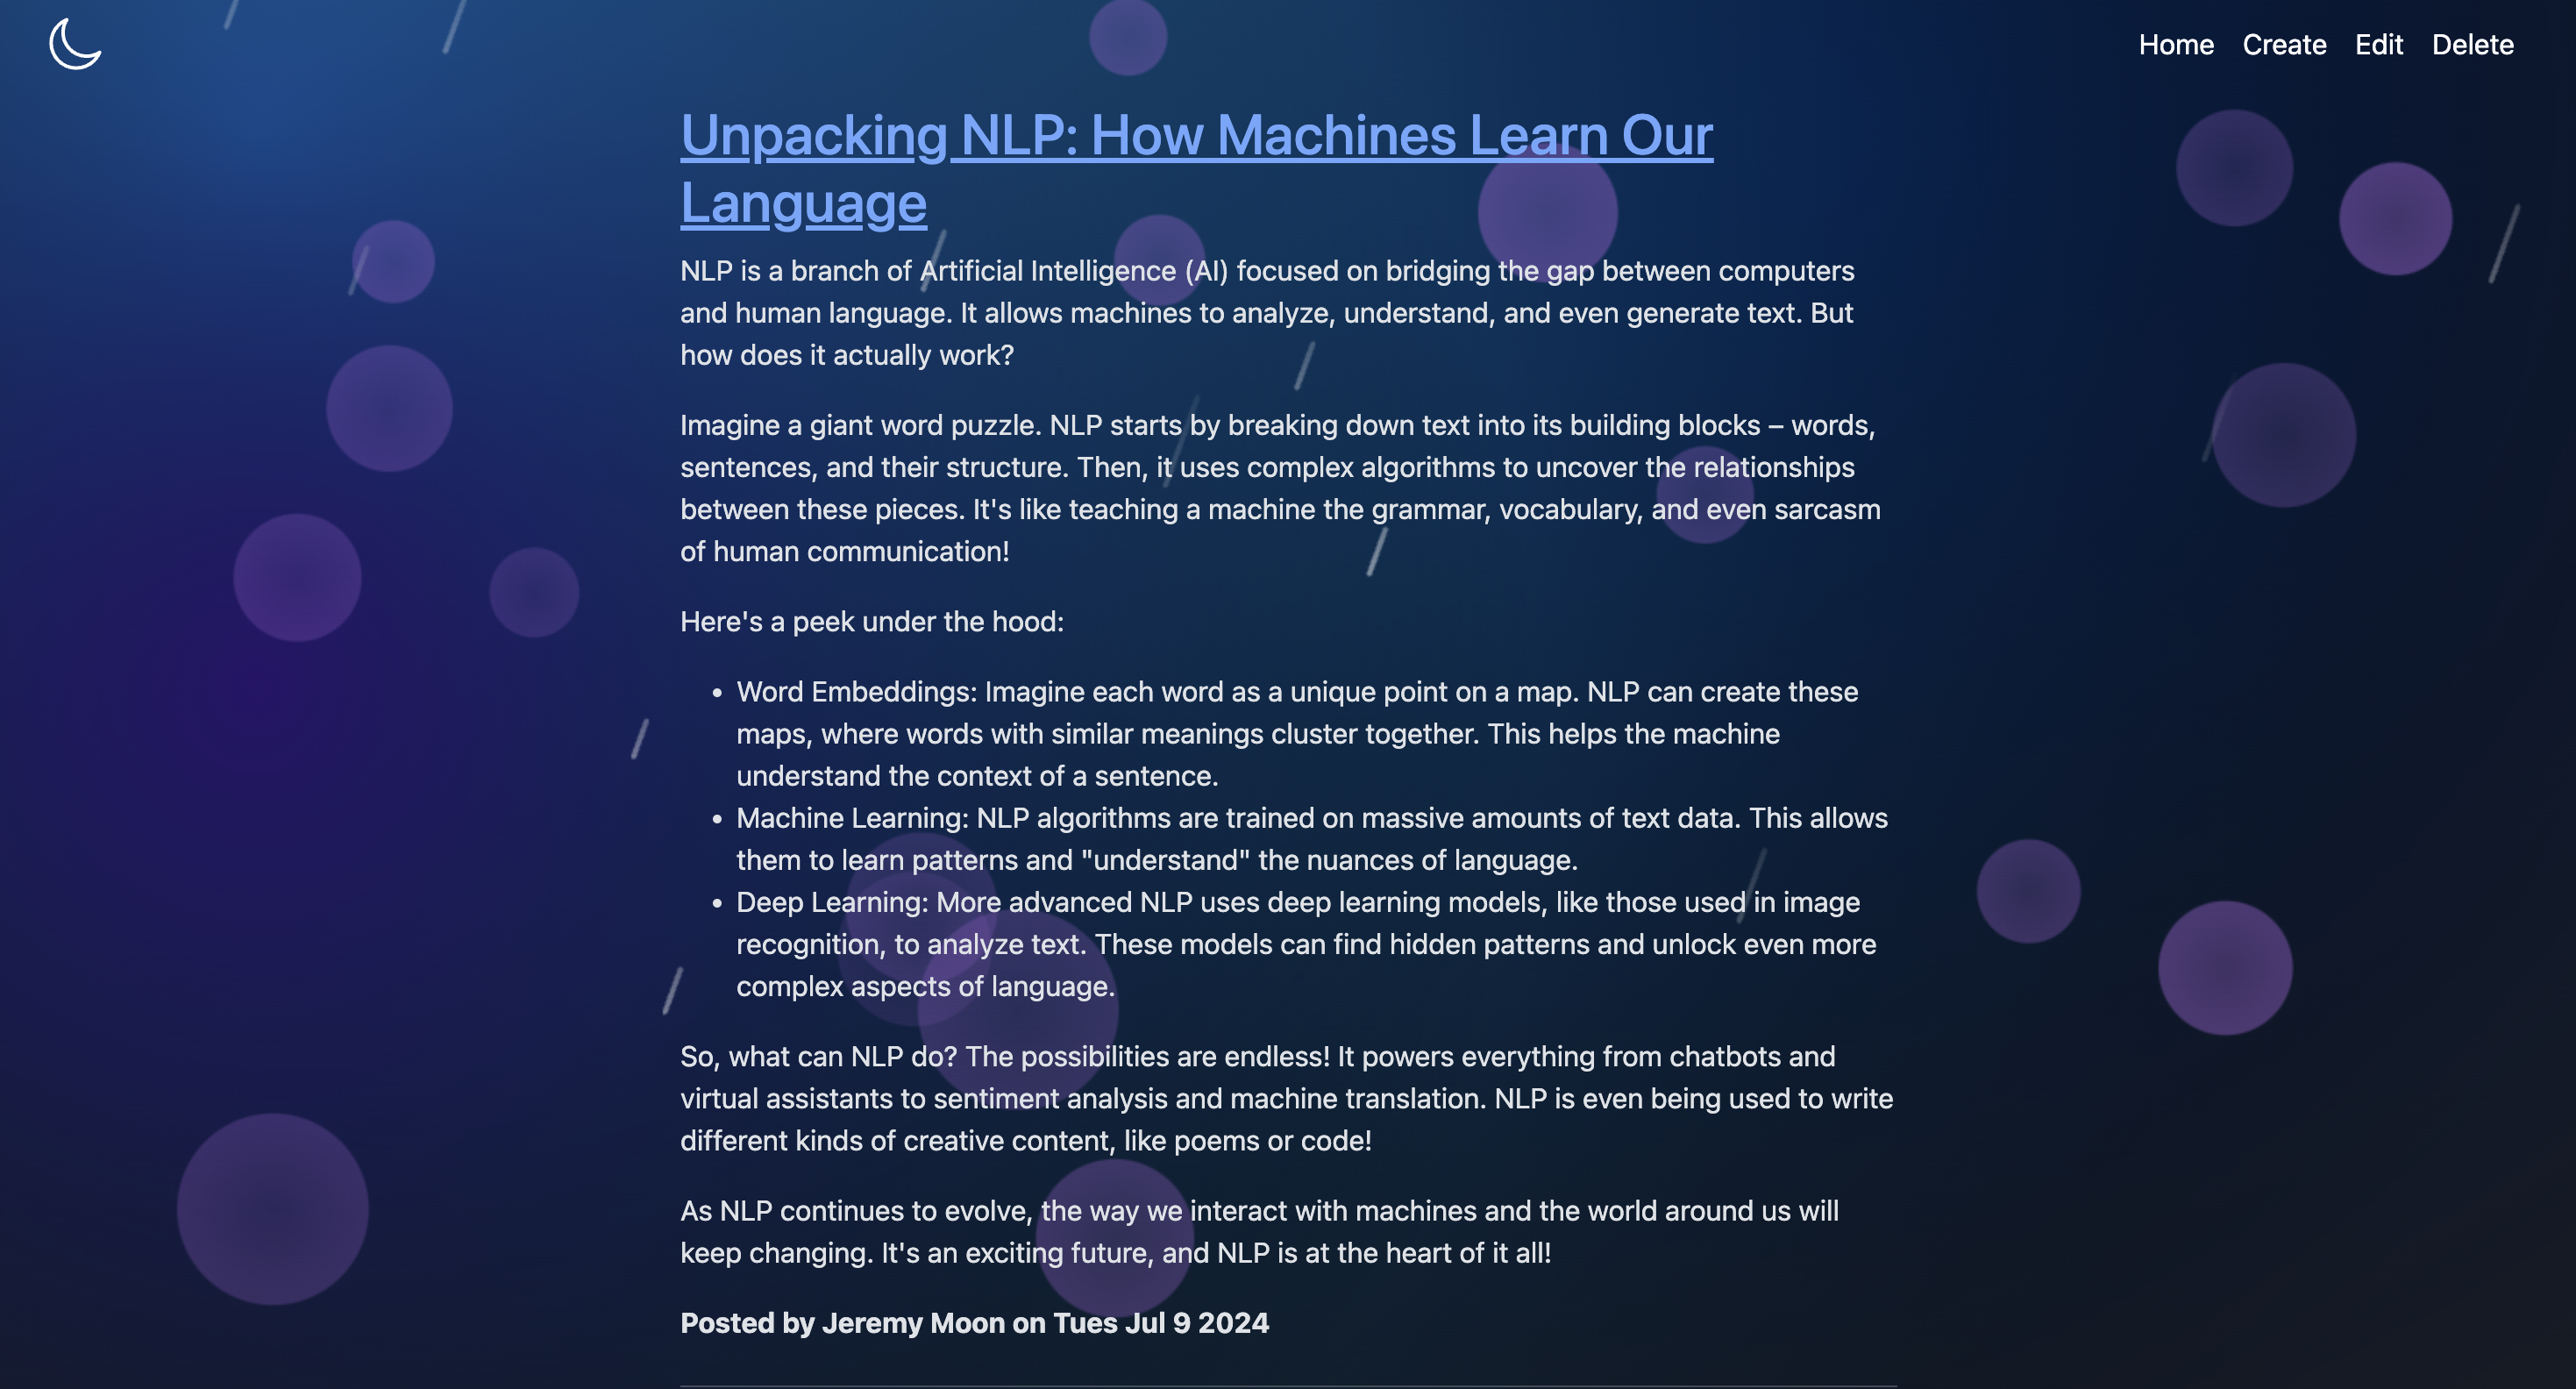 Home Create Edit Delete
Unpacking NLP: How Machines Learn Our
Language
NLP is a branch of Artificial Intelligence (AI) focused on bridging the gap between computers
and human language. It allows machines to analyze, understand, and even generate text. But
how does it actually work?
Imagine a giant word puzzle. NLP starts by breaking down text into its building blocks – words,
sentences, and their structure. Then, it uses complex algorithms to uncover the relationships
between these pieces. It's like teaching a machine the grammar, vocabulary, and even sarcasm
of human communication!
Here's a peek under the hood:
• Word Embeddings: Imagine each word as a unique point on a map. NLP can create these
maps, where words with similar meanings cluster together. This helps the machine
understand the context of a sentence.
• Machine Learning: NLP algorithms are trained on massive amounts of text data. This allows
them to learn patterns and "understand" the nuances of language.
• Deep Learning: More advanced NLP uses deep learning models, like those used in image
recognition, to analyze text. These models can find hidden patterns and unlock even more
complex aspects of language.
So, what can NLP do? The possibilities are endless! It powers everything from chatbots and
virtual assistants to sentiment analysis and machine translation. NLP is even being used to write
different kinds of creative content, like poems or code!
As NLP continues to evolve, the way we interact with machines and the world around us will
keep changing. It's an exciting future, and NLP is at the heart of it all!
Posted by Jeremy Moon on Tues Jul 9 2024